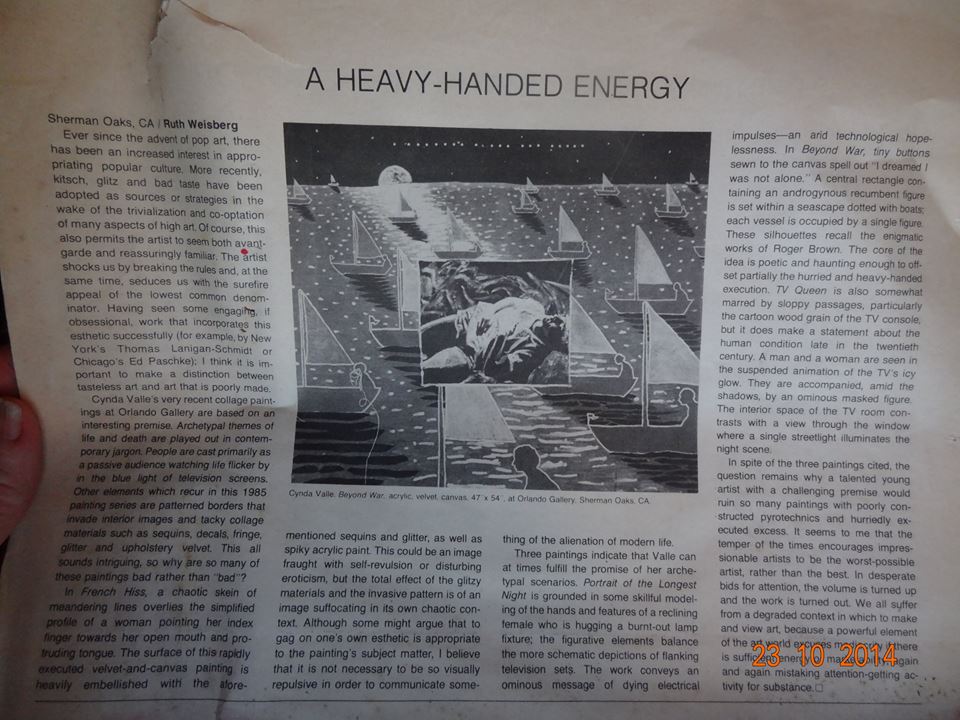 A HEAVY-HANDED ENERGY
Sherman Oaks, CA / Ruth Weisberg
Ever since the advent of pop art, there
has been an increased interest in appro-
priating popular culture. More recently,
kitsch, glitz and bad taste have been
adopted as sources or strategies in the
wake of the trivialization and co-optation
of many aspects of high art. Of course, this
also permits the artist to seem both avant-
garde and reassuringly familiar. The artist
shocks us by breaking the rules and, at the
same time, seduces us with the surefire
appeal of the lowest common denom-
inator. Having seen some engaging, if
obsessional, work that incorporates this
esthetic successfully (for example, by New
York's Thomas Lanigan-Schmidt or
Chicago's Ed Paschke); I think it is im-
portant to make a distinction between
tasteless art and art that is poorly made.
Cynda Valle's very recent collage paint-
ings at Orlando Gallery are based on an
interesting premise. Archetypal themes of
life and death are played out in contem-
porary jargon. People are cast primarily as
a passive audience watching life flicker by
in the blue light of television screens.
Other elements which recur in this 1985
painting series are patterned borders that
invade interior images and tacky collage
materials such as sequins, decals, fringe,
glitter and upholstery velvet. This all
sounds intriguing, so why are so many of
these paintings bad rather than "bad"?
In French Hiss, a chaotic skein of
meandering lines overlies the simplified
profile of a woman pointing her index
finger towards her open mouth and pro-
truding tongue. The surface of this rapidly
executed velvet-and-canvas painting is
heavily embellished with the afore-
Cynda Valle. Beyond War, acrylic, velvet, canvas, 47" x 54", at Orlando Gallery, Sherman Oaks, CA.
mentioned sequins and glitter, as well as
spiky acrylic paint. This could be an image
fraught with self-revulsion or disturbing
eroticism, but the total effect of the glitzy
materials and the invasive pattern is of an
image suffocating in its own chaotic con-
text. Although some might argue that to
gag on one's own esthetic is appropriate
to the painting's subject matter, I believe
that it is not necessary to be so visually
repulsive in order to communicate some-
thing of the alienation of modern life.
Three paintings indicate that Valle can
at times fulfill the promise of her arche-
typal scenarios. Portrait of the Longest
Night is grounded in some skillful model-
ing of the hands and features of a reclining
female who is hugging a burnt-out lamp
fixture; the figurative elements balance
the more schematic depictions of flanking
television sets. The work conveys an
ominous message of dying electrical
impulses—an arid technological hope-
lessness. In Beyond War, tiny buttons
sewn to the canvas spell out "I dreamed I
was not alone." A central rectangle con-
taining an androgynous recumbent figure
is set within a seascape dotted with boats;
each vessel is occupied by a single figure.
These silhouettes recall the enigmatic
works of Roger Brown. The core of the
idea is poetic and haunting enough to off-
set partially the hurried and heavy-handed
execution. TV Queen is also somewhat
marred by sloppy passages, particularly
the cartoon wood grain of the TV console,
but it does make a statement about the
human condition late in the twentieth
century. A man and a woman are seen in
the suspended animation of the TV's icy
glow. They are accompanied, amid the
shadows, by an ominous masked figure.
The interior space of the TV room con-
trasts with a view through the window
where a single streetlight illuminates the
night scene.
In spite of the three paintings cited, the
question remains why a talented young
artist with a challenging premise would
ruin so many paintings with poorly con-
structed pyrotechnics and hurriedly ex-
ecuted excess. It seems to me that the
temper of the times encourages impres-
sionable artists to be the worst-possible
artist, rather than the best. In desperate
bids for attention, the volume is turned up
and the work is turned out. We all suffer
from a degraded context in which to make
and view art, because a powerful element
of the art world excuses there
is again
and again mistaking attention-getting ac-
tivity for substance.□
23 10 2014